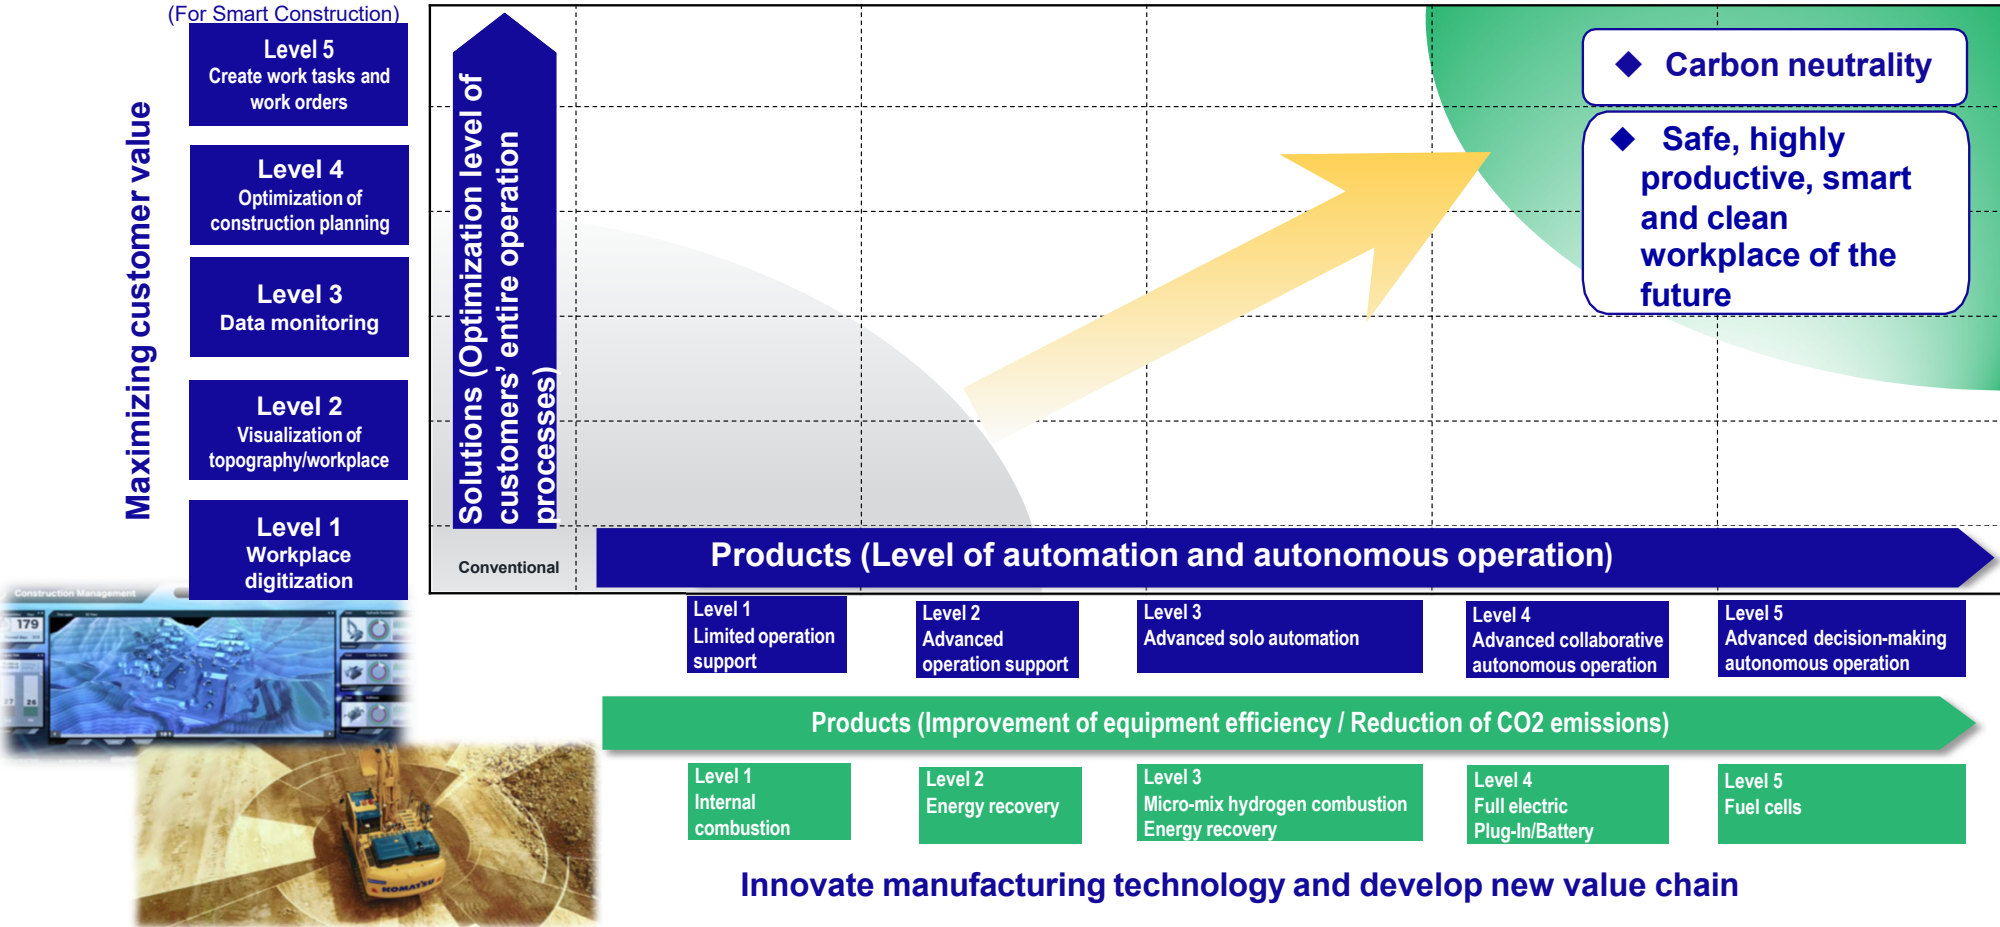 (For Smart Construction)
Level 5
Create work tasks and
work orders
Level 4
Optimization of
construction planning
Level 3
Data monitoring
Level 2
Visualization of
topography/workplace
Level 1
Workplace
digitization
Maximizing customer value
Solutions (Optimization level of
customers’ entire operation
processes)
Conventional
◆ Carbon neutrality
◆ Safe, highly
productive, smart
and clean
workplace of the
future
Products (Level of automation and autonomous operation)
Level 1
Limited operation
support
Level 2
Advanced
operation support
Level 3
Advanced solo automation
Level 4
Advanced collaborative
autonomous operation
Level 5
Advanced decision-making
autonomous operation
Products (Improvement of equipment efficiency / Reduction of CO2 emissions)
Level 1
Internal
combustion
Level 2
Energy recovery
Level 3
Micro-mix hydrogen combustion
Energy recovery
Level 4
Full electric
Plug-In/Battery
Level 5
Fuel cells
Innovate manufacturing technology and develop new value chain
Construction Management
179
27 26
KOMATSU